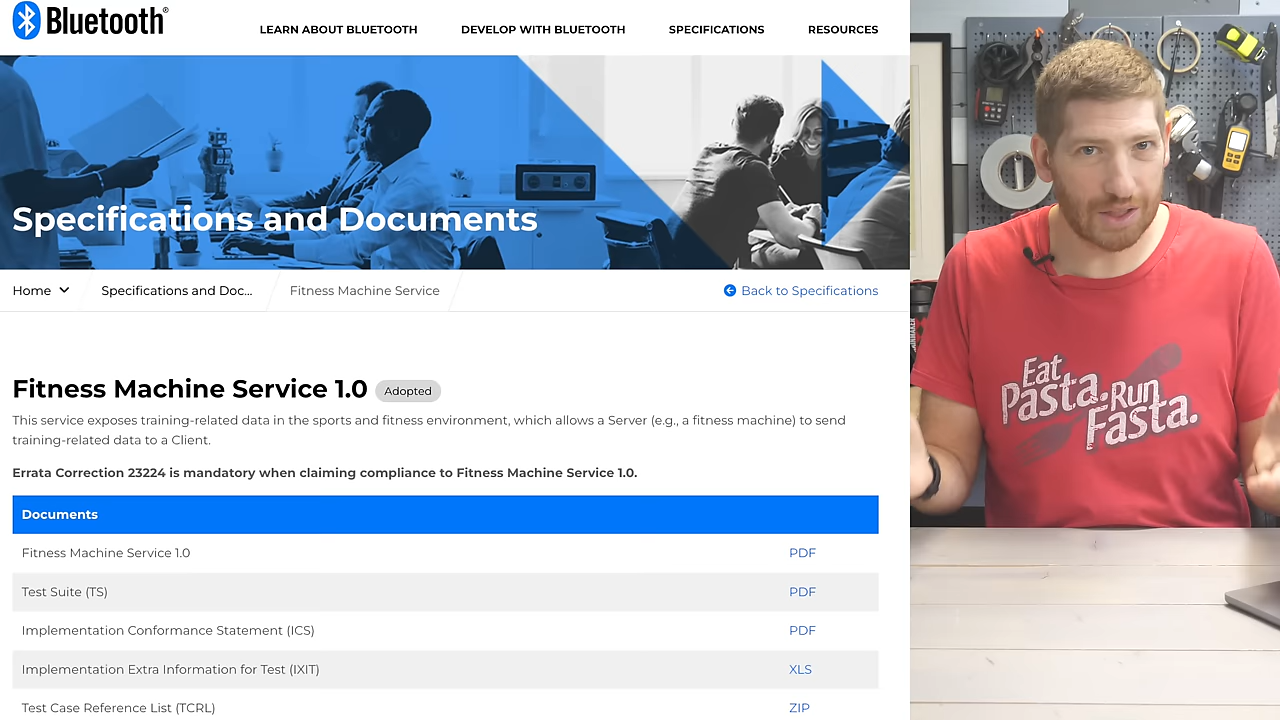 Bluetooth®
LEARN ABOUT BLUETOOTH
DEVELOP WITH BLUETOOTH
SPECIFICATIONS
RESOURCES
Specifications and Documents
Home
Specifications and Doc...
Fitness Machine Service
Back to Specifications
Fitness Machine Service 1.0 Adopted
This service exposes training-related data in the sports and fitness environment, which allows a Server (e.g., a fitness machine) to send
training-related data to a Client.
Errata Correction 23224 is mandatory when claiming compliance to Fitness Machine Service 1.0.
Documents
Fitness Machine Service 1.0 PDF
Test Suite (TS) PDF
Implementation Conformance Statement (ICS) PDF
Implementation Extra Information for Test (IXIT) XLS
Test Case Reference List (TCRL) ZIP
Eat
Pasta.
Run
Fasta.